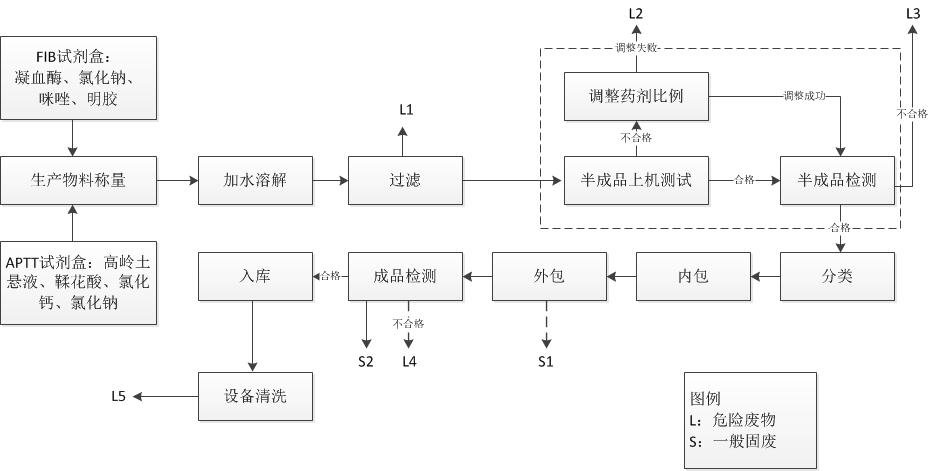 L2
L3
FIB试剂盒：
凝血酶、氯化钠、
咪唑、明胶
调整失败
调整药剂比例
调整成功
L1
不合格
不合格
生产物料称量
加水溶解
过滤
半成品上机测试
合格
半成品检测
合格
APTT试剂盒：高岭土
悬液、鞣花酸、氯化
钙、氯化钠
入库
合格
成品检测
外包
内包
分类
不合格
S2
L4
S1
L5
设备清洗
图例
L：危险废物
S：一般固废